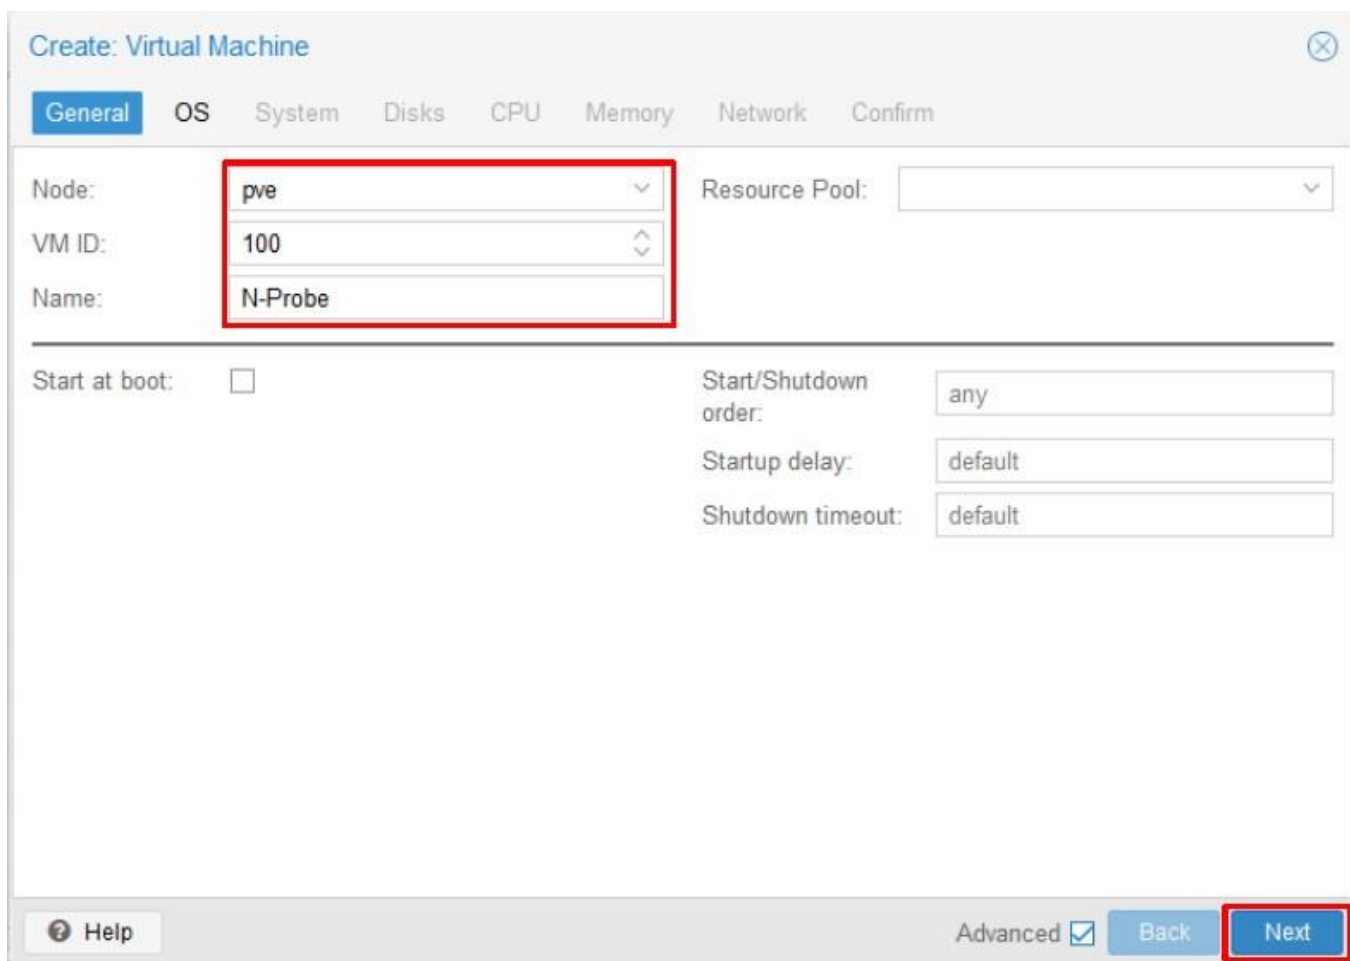 Create: Virtual Machine
General OS System Disks CPU Memory Network Confirm
Node: pve Resource Pool:
VM ID: 100
Name: N-Probe
Start at boot: Start/Shutdown order: any
Startup delay: default
Shutdown timeout: default
Help Advanced Back Next